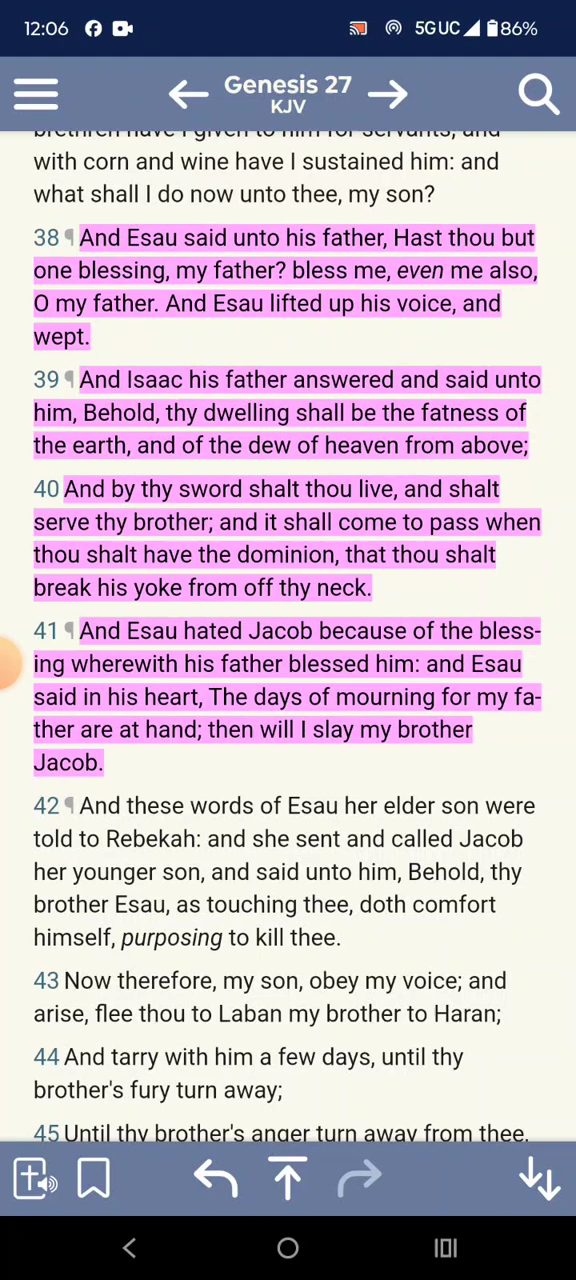 12:06 5GUC 86%
Genesis 27
KJV
brethren have I given to him for servants; and
with corn and wine have I sustained him: and
what shall I do now unto thee, my son?
38 ¶ And Esau said unto his father, Hast thou but
one blessing, my father? bless me, even me also,
O my father. And Esau lifted up his voice, and
wept.
39 ¶ And Isaac his father answered and said unto
him, Behold, thy dwelling shall be the fatness of
the earth, and of the dew of heaven from above;
40 And by thy sword shalt thou live, and shalt
serve thy brother; and it shall come to pass when
thou shalt have the dominion, that thou shalt
break his yoke from off thy neck.
41 ¶ And Esau hated Jacob because of the bless-
ing wherewith his father blessed him: and Esau
said in his heart, The days of mourning for my fa-
ther are at hand; then will I slay my brother
Jacob.
42 ¶ And these words of Esau her elder son were
told to Rebekah: and she sent and called Jacob
her younger son, and said unto him, Behold, thy
brother Esau, as touching thee, doth comfort
himself, purposing to kill thee.
43 Now therefore, my son, obey my voice; and
arise, flee thou to Laban my brother to Haran;
44 And tarry with him a few days, until thy
brother's fury turn away;
45 Until thy brother's anger turn away from thee,